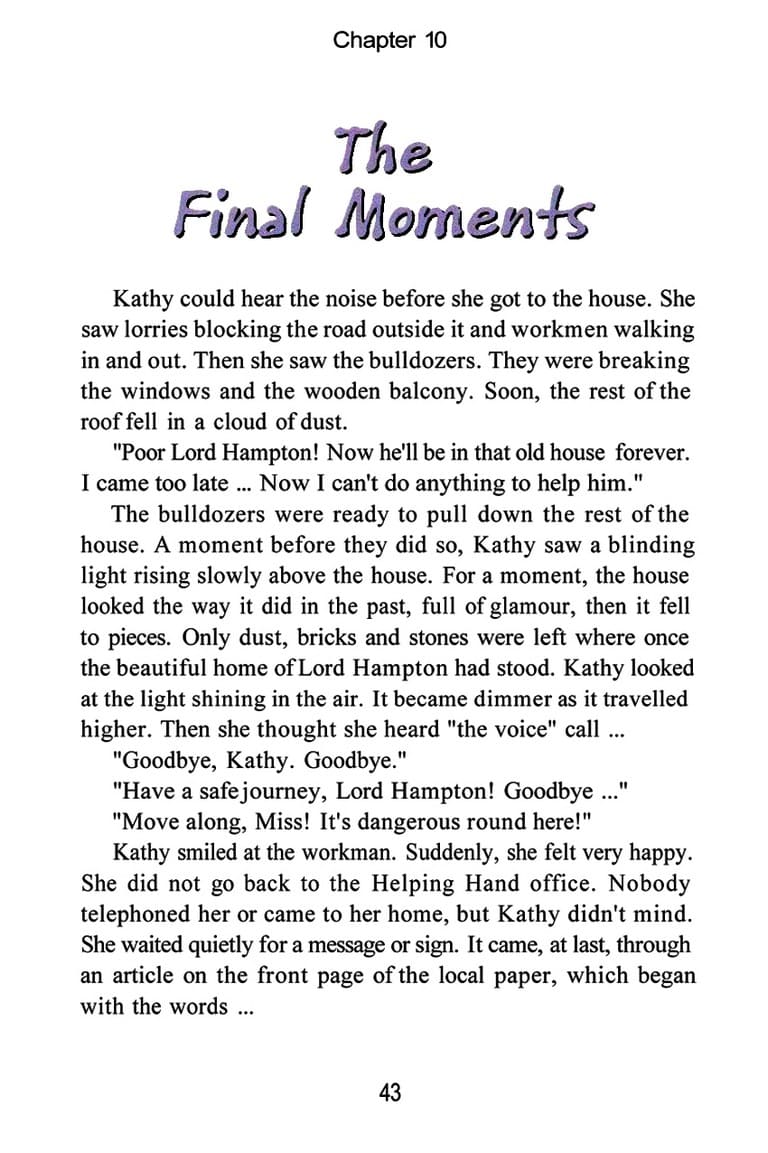 Chapter 10
The
Final Moments
Kathy could hear the noise before she got to the house. She
saw lorries blocking the road outside it and workmen walking
in and out. Then she saw the bulldozers. They were breaking
the windows and the wooden balcony. Soon, the rest of the
roof fell in a cloud of dust.
"Poor Lord Hampton! Now he'll be in that old house forever.
I came too late ... Now I can't do anything to help him."
The bulldozers were ready to pull down the rest of the
house. A moment before they did so, Kathy saw a blinding
light rising slowly above the house. For a moment, the house
looked the way it did in the past, full of glamour, then it fell
to pieces. Only dust, bricks and stones were left where once
the beautiful home of Lord Hampton had stood. Kathy looked
at the light shining in the air. It became dimmer as it travelled
higher. Then she thought she heard "the voice" call ...
"Goodbye, Kathy. Goodbye."
"Have a safe journey, Lord Hampton! Goodbye ..."
"Move along, Miss! It's dangerous round here!"
Kathy smiled at the workman. Suddenly, she felt very happy.
She did not go back to the Helping Hand office. Nobody
telephoned her or came to her home, but Kathy didn't mind.
She waited quietly for a message or sign. It came, at last, through
an article on the front page of the local paper, which began
with the words ...
43